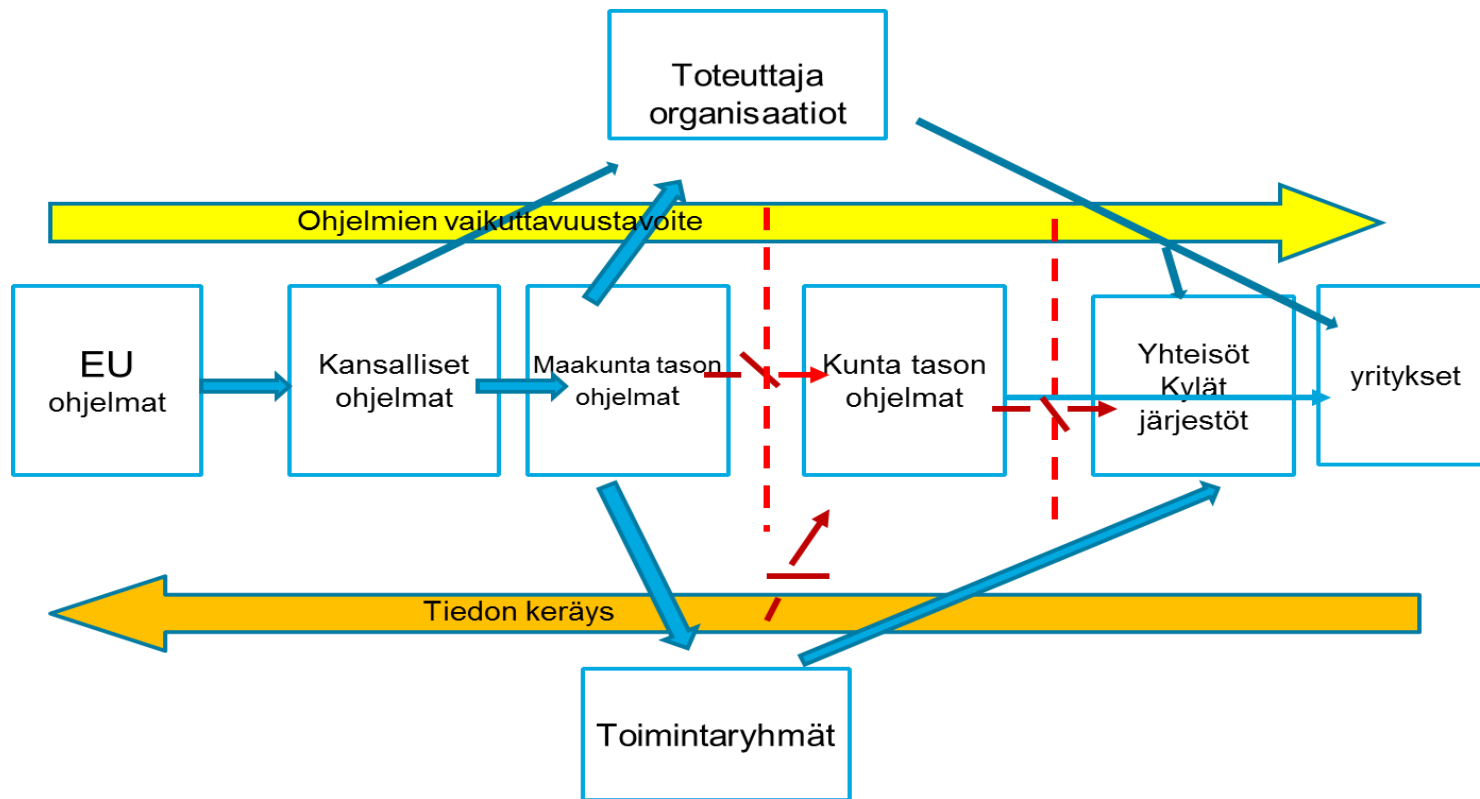 Toteuttaja
organisaatiot
Ohjelmien vaikuttavuustavoite
EU
ohjelmat
Kansalliset
ohjelmat
Maakunta tason
ohjelmat
Kunta tason
ohjelmat
Yhteisöt
Kylät
järjestöt
yritykset
Tiedon keräys
Toimintaryhmät